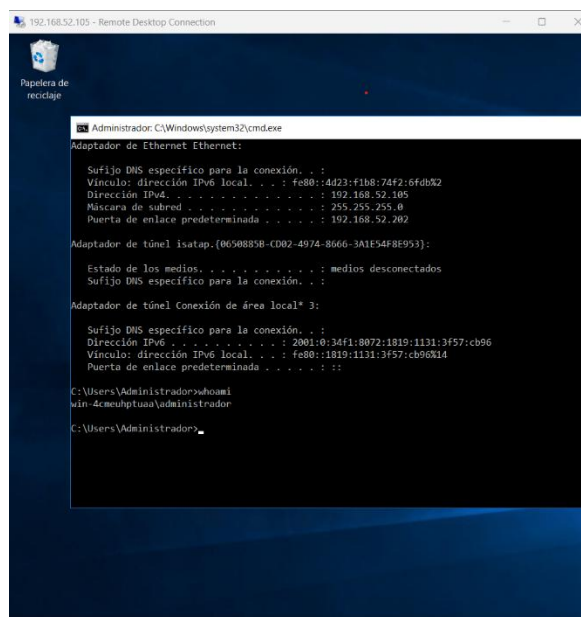 192.168.52.105 - Remote Desktop Connection
Papelera de
reciclaje
Administrador: C:\Windows\system32\cmd.exe
Adaptador de Ethernet Ethernet:
Sufijo DNS específico para la conexión. . :
Vínculo: dirección IPv6 local. . . : fe80::4d23:f1b8:74f2:6fdb%2
Dirección IPv4. . . . . . . . . . . . . . : 192.168.52.105
Máscara de subred . . . . . . . . . . . . : 255.255.255.0
Puerta de enlace predeterminada . . . . . : 192.168.52.202
Adaptador de túnel isatap.{0650885B-CD02-4974-8666-3A1E54F8E953}:
Estado de los medios. . . . . . . . . . . : medios desconectados
Sufijo DNS específico para la conexión. . :
Adaptador de túnel Conexión de área local* 3:
Sufijo DNS específico para la conexión. . :
Dirección IPv6 . . . . . . . . . . : 2001:0:34f1:8072:1819:1131:3f57:cb96
Vínculo: dirección IPv6 local. . . : fe80::1819:1131:3f57:cb96%14
Puerta de enlace predeterminada . . . . . : ::
C:\Users\Administrador>whoami
win-4cmeuhptuaa\administrador
C:\Users\Administrador>_